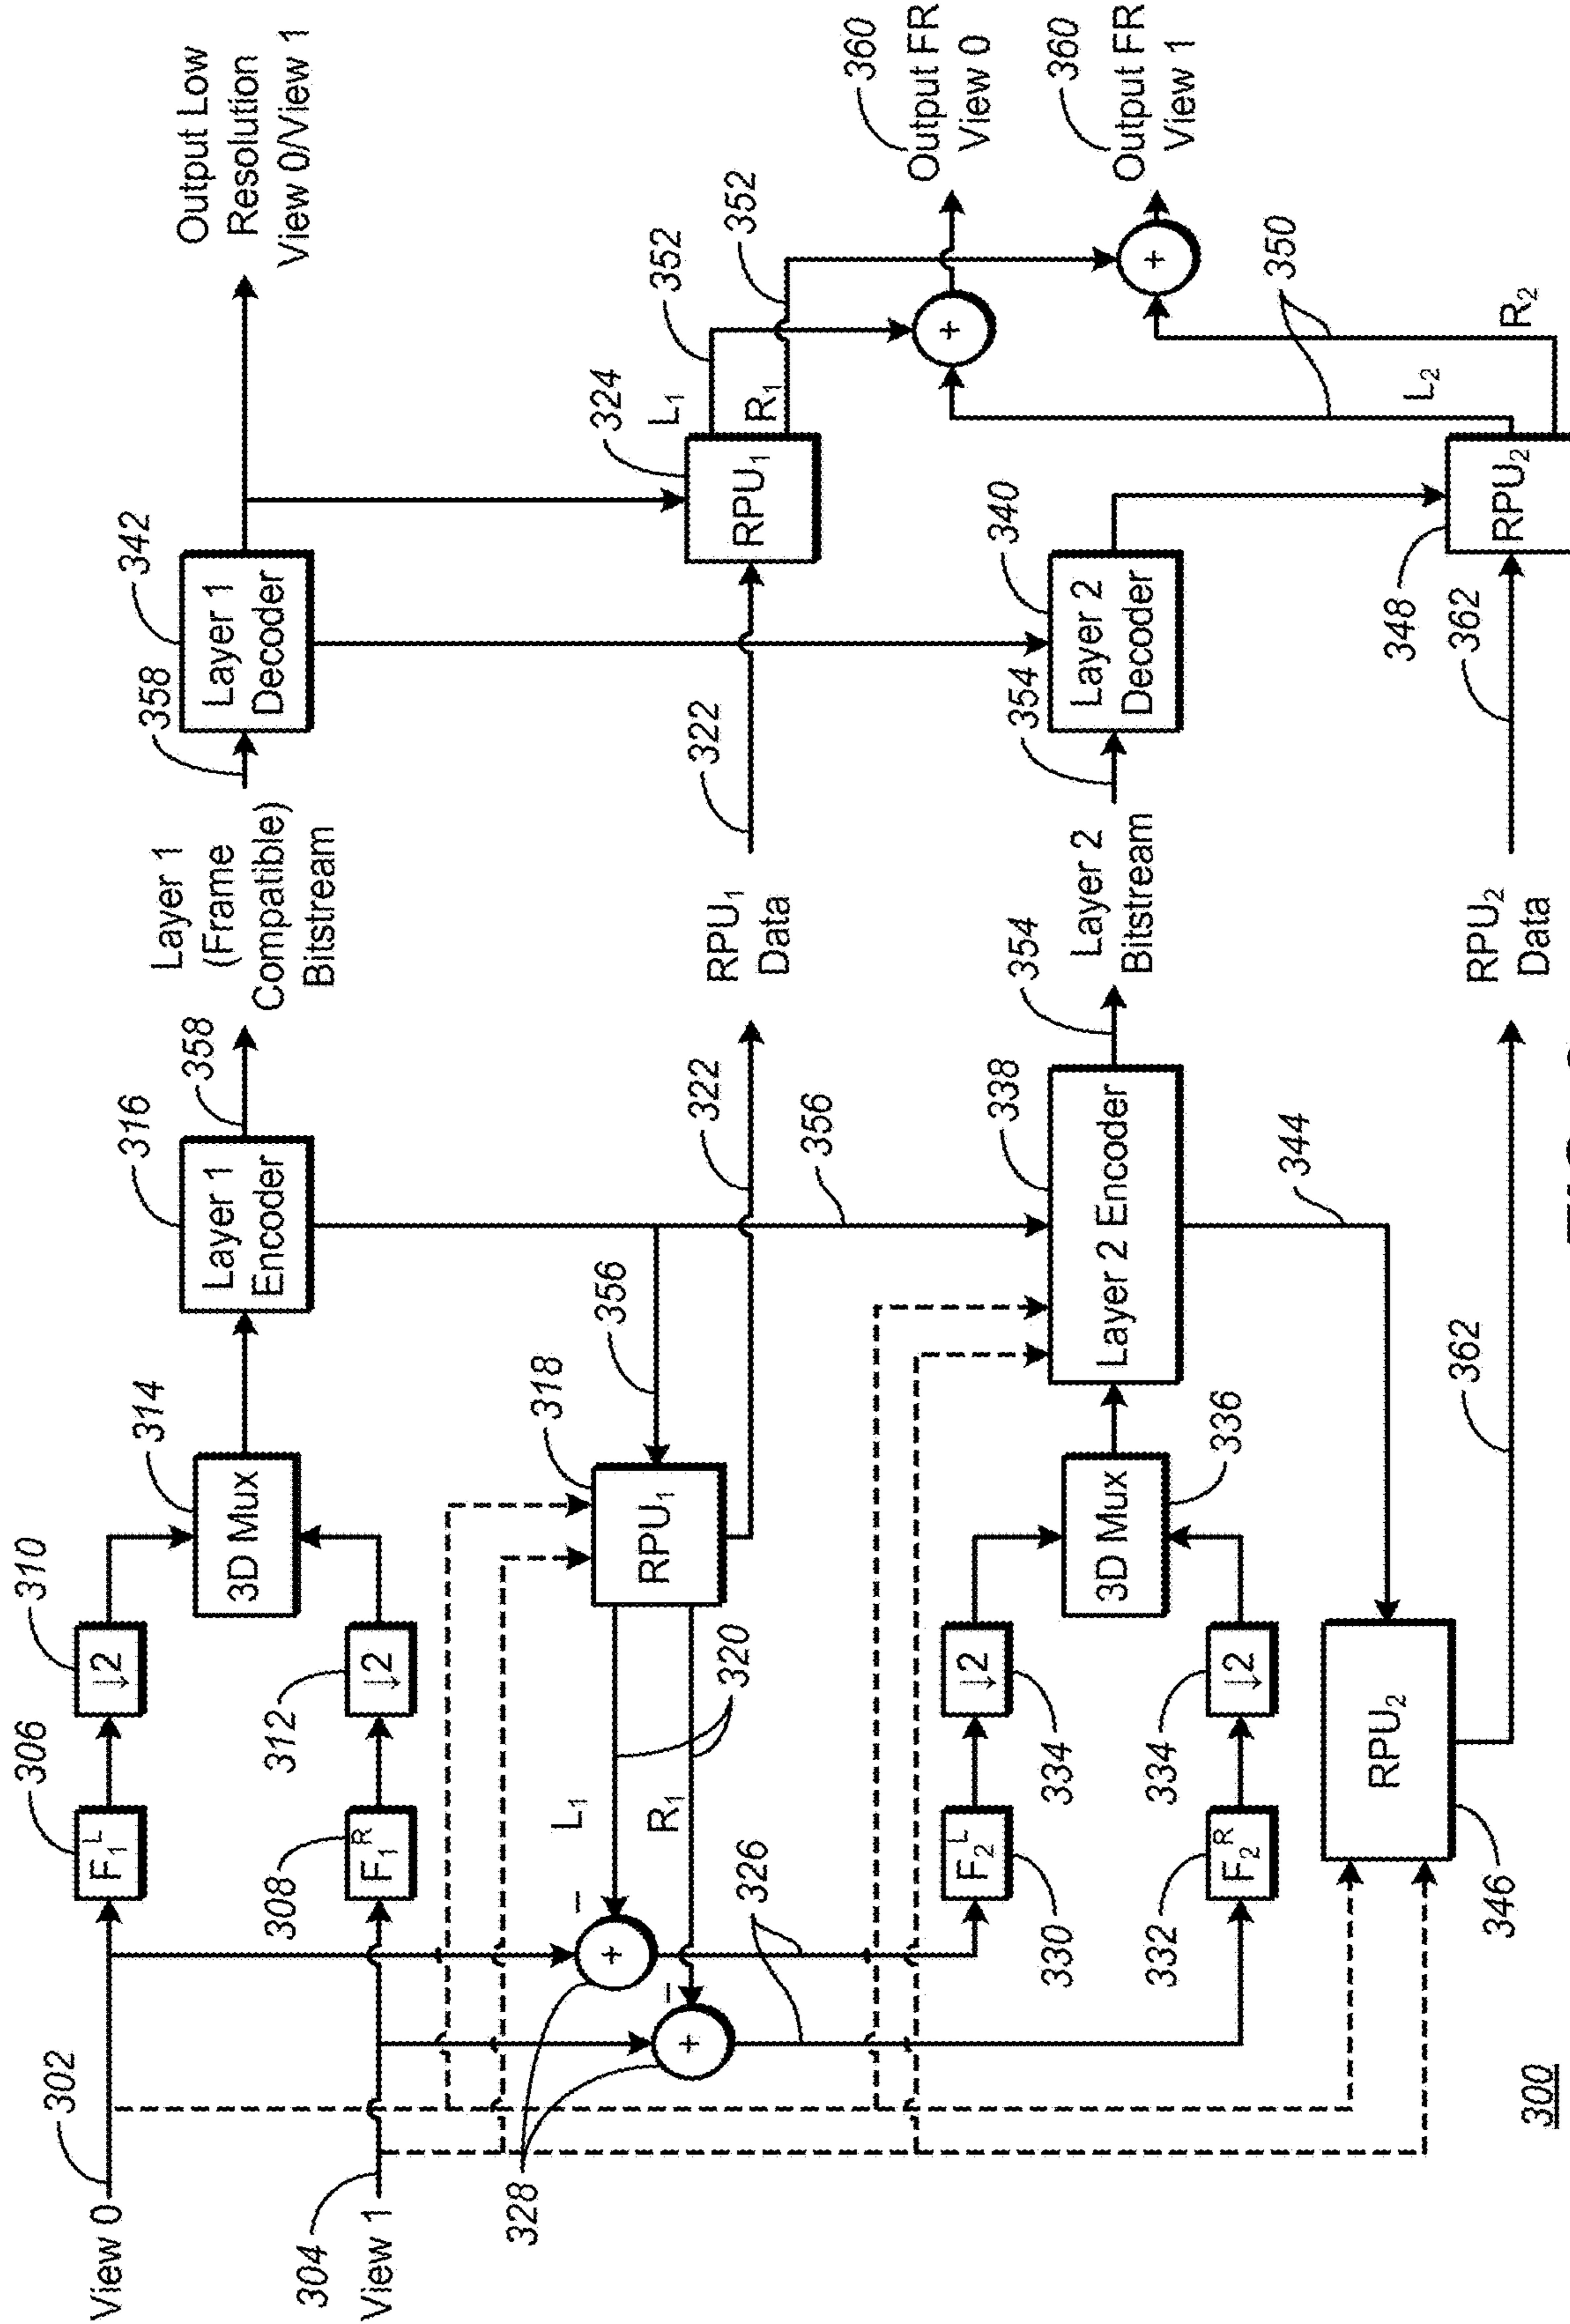 View 0
302
306
F₁ᴸ
310
↓2
314
3D Mux
316
Layer 1
Encoder
358
Layer 1
(Frame
Compatible)
Bitstream
358
342
Layer 1
Decoder
Output Low
Resolution
View 0/View 1
304
View 1
308
F₁ᴿ
312
↓2
328
+
−
+
−
L₁
R₁
320
326
318
RPU₁
356
356
322
RPU₁
Data
322
324
RPU₁
L₁
R₁
352
352
+
+
360
Output FR
View 0
360
Output FR
View 1
330
F₂ᴸ
334
↓2
332
F₂ᴿ
334
↓2
336
3D Mux
338
Layer 2 Encoder
354
Layer 2
Bitstream
354
340
Layer 2
Decoder
344
346
RPU₂
362
RPU₂
Data
362
348
RPU₂
L₂
R₂
350
300